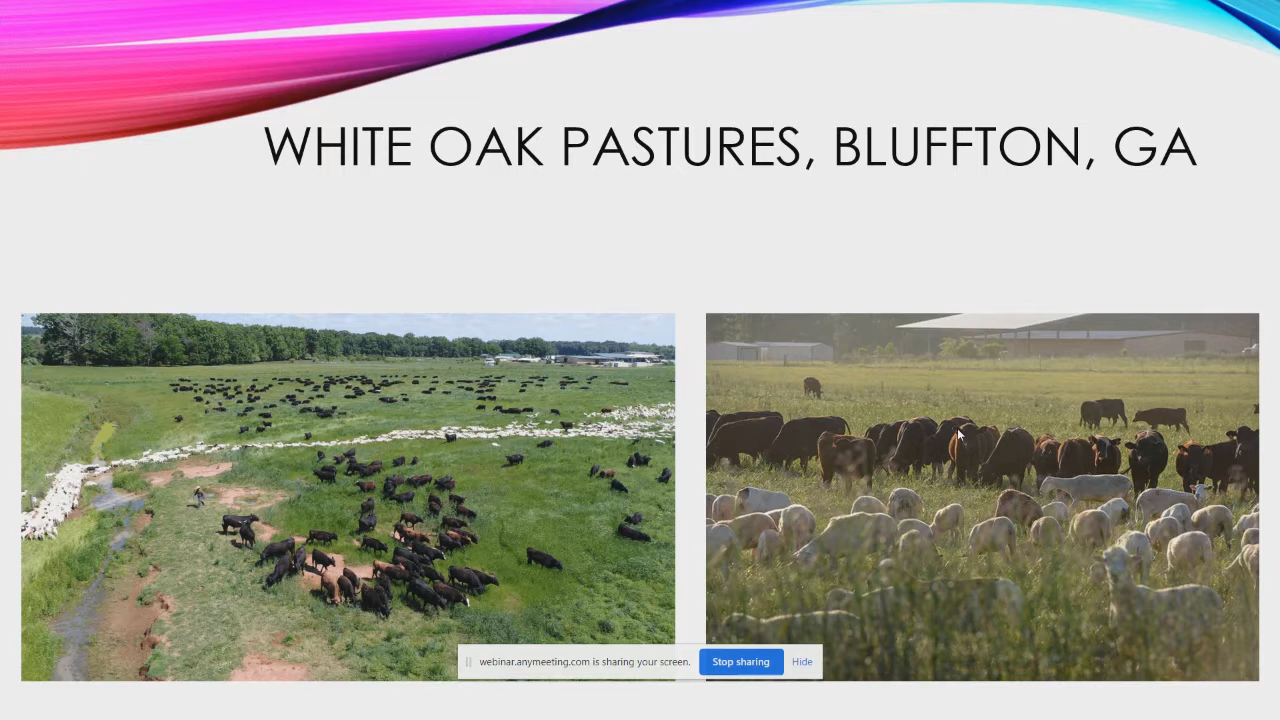 WHITE OAK PASTURES, BLUFFTON, GA
webinar.anymeeting.com is sharing your screen. Stop sharing Hide